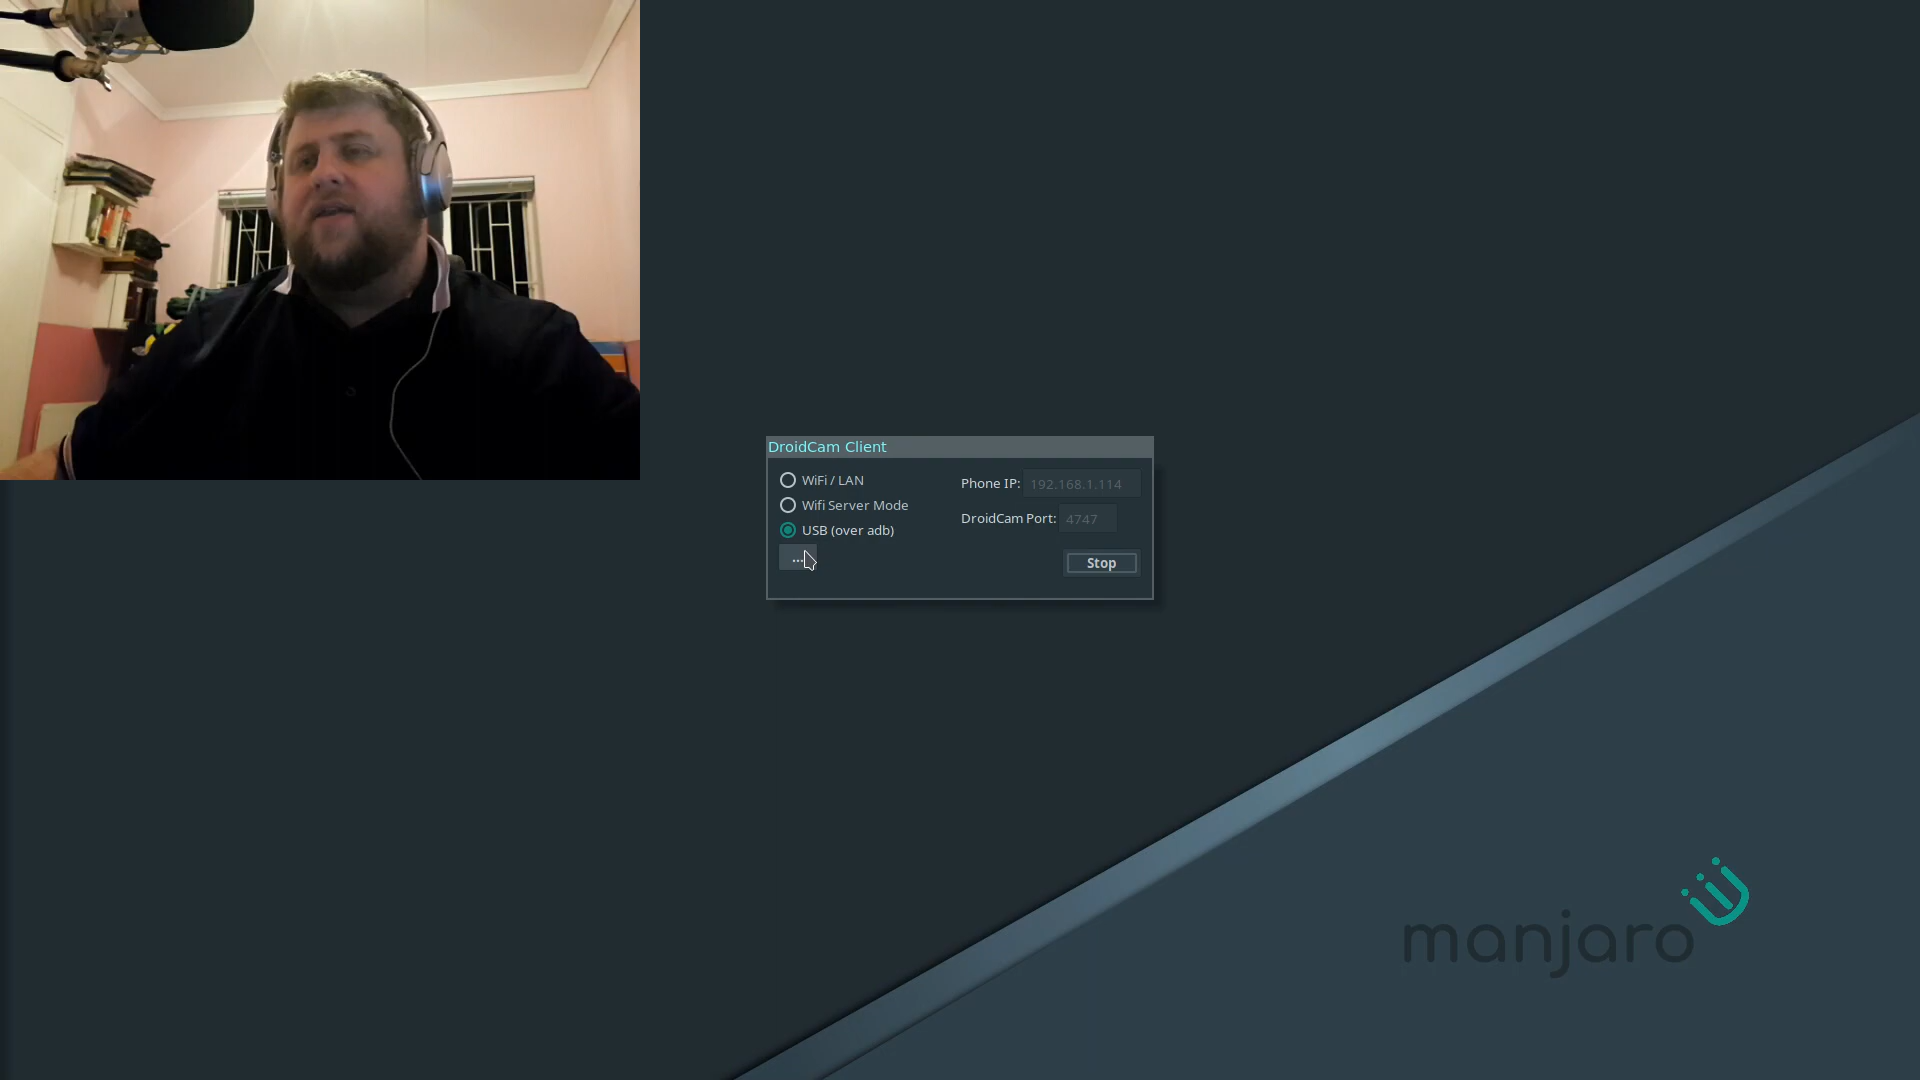 DroidCam Client
WiFi / LAN
Phone IP: 192.168.1.114
Wifi Server Mode
DroidCam Port: 4747
USB (over adb)
...
Stop
manjaro